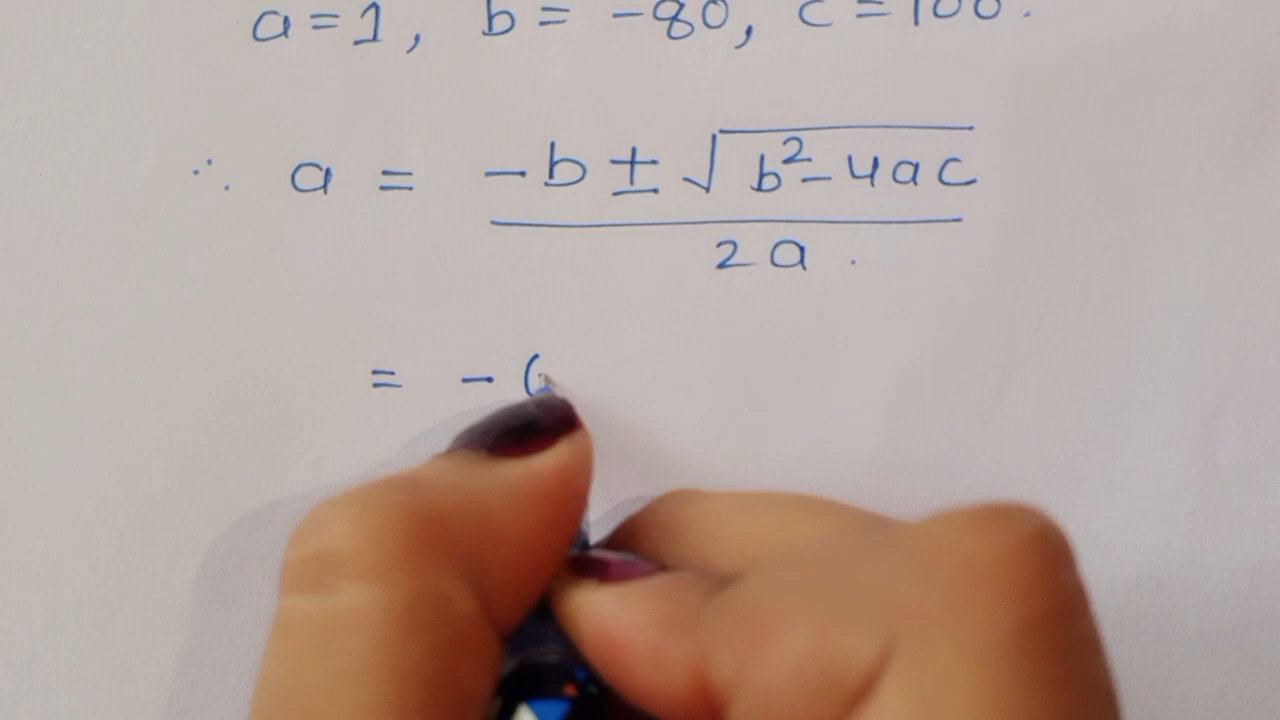 a = 1, b = -80, c = 100.
∴ a = -b ± √(b² - 4ac) / 2a.
= - (